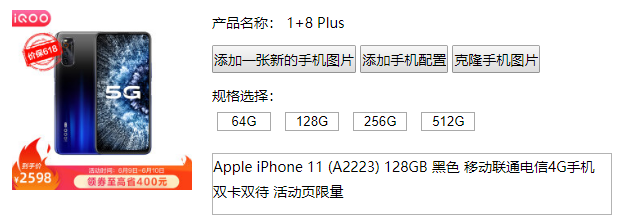 iQOO
价保618
5G
到手价
¥2598
活动时间：6月9日-6月10日
领券至高省400元
产品名称： 1+8 Plus
添加一张新的手机图片 添加手机配置 克隆手机图片
规格选择：
64G 128G 256G 512G
Apple iPhone 11 (A2223) 128GB 黑色 移动联通电信4G手机
双卡双待 活动页限量